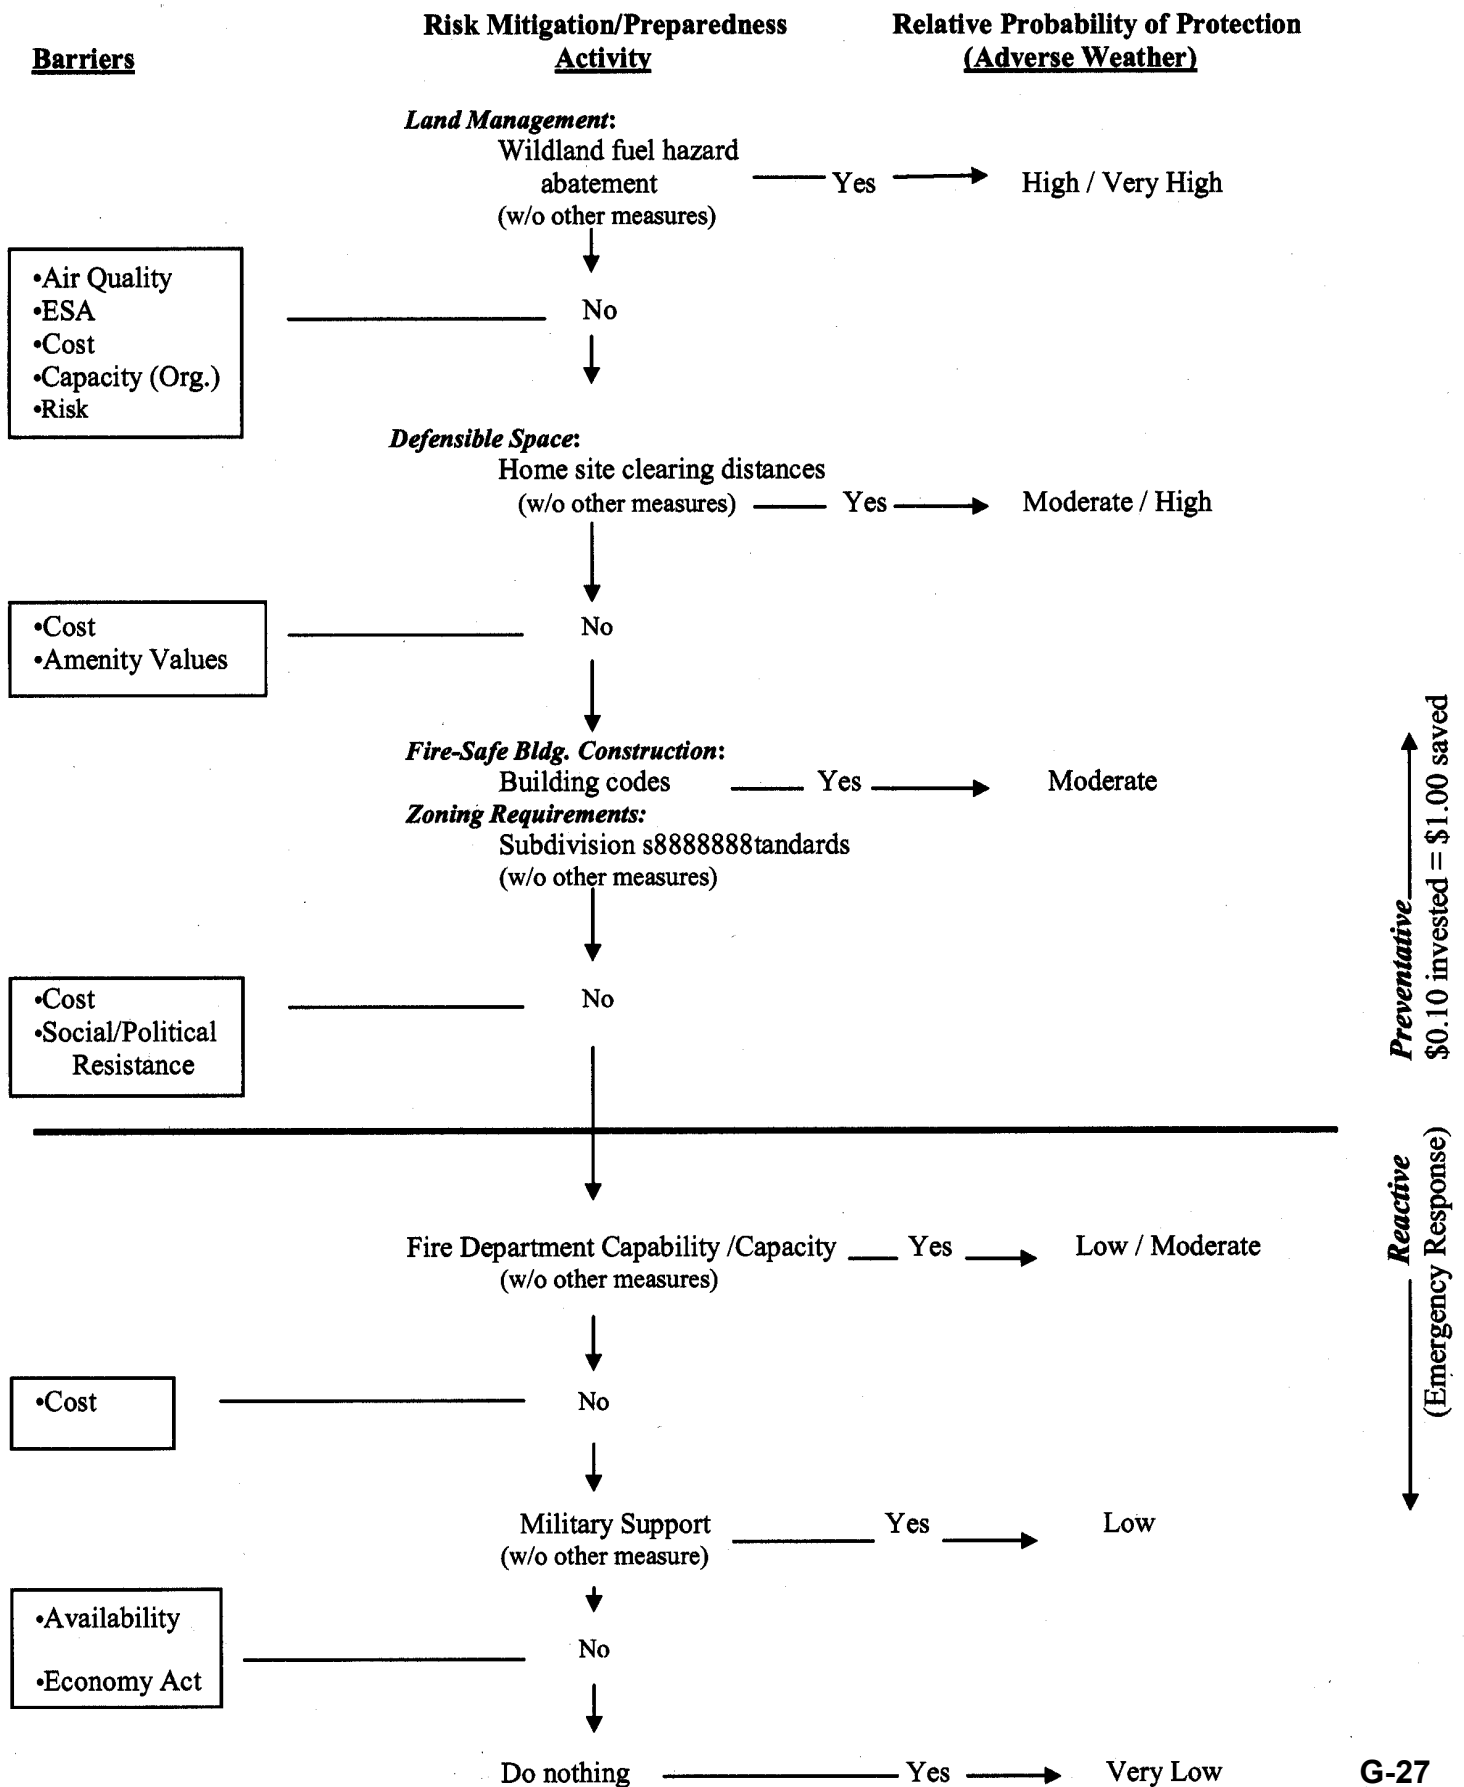 Risk Mitigation/Preparedness
Activity
Relative Probability of Protection
(Adverse Weather)
Barriers
Land Management:
Wildland fuel hazard
abatement
(w/o other measures)
Yes
High / Very High
•Air Quality
•ESA
•Cost
•Capacity (Org.)
•Risk
No
Defensible Space:
Home site clearing distances
(w/o other measures)
Yes
Moderate / High
•Cost
•Amenity Values
No
Fire-Safe Bldg. Construction:
Building codes
Yes
Moderate
Zoning Requirements:
Subdivision s8888888tandards
(w/o other measures)
•Cost
•Social/Political
Resistance
No
Preventative
$0.10 invested = $1.00 saved
Fire Department Capability /Capacity
(w/o other measures)
Yes
Low / Moderate
•Cost
No
Reactive
(Emergency Response)
Military Support
(w/o other measure)
Yes
Low
•Availability
•Economy Act
No
Do nothing
Yes
Very Low
G-27